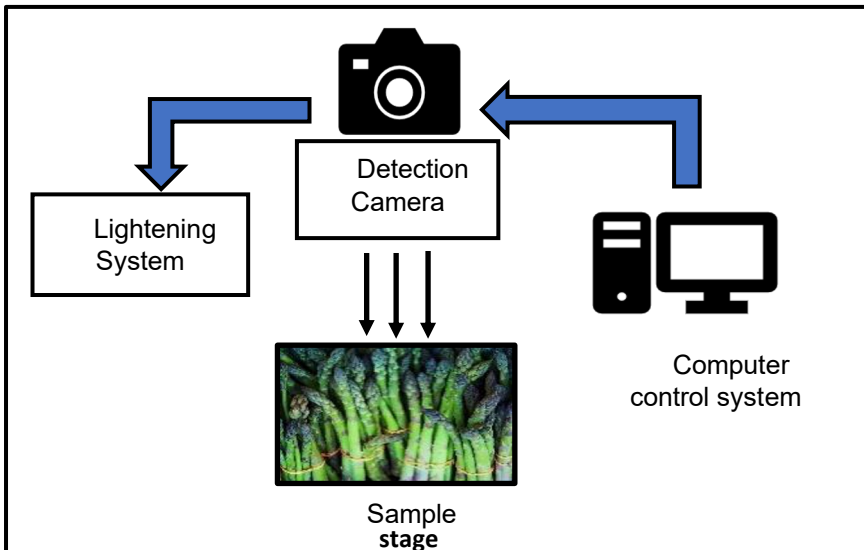 Detection
Camera
Lightening
System
Computer
control system
Sample
stage